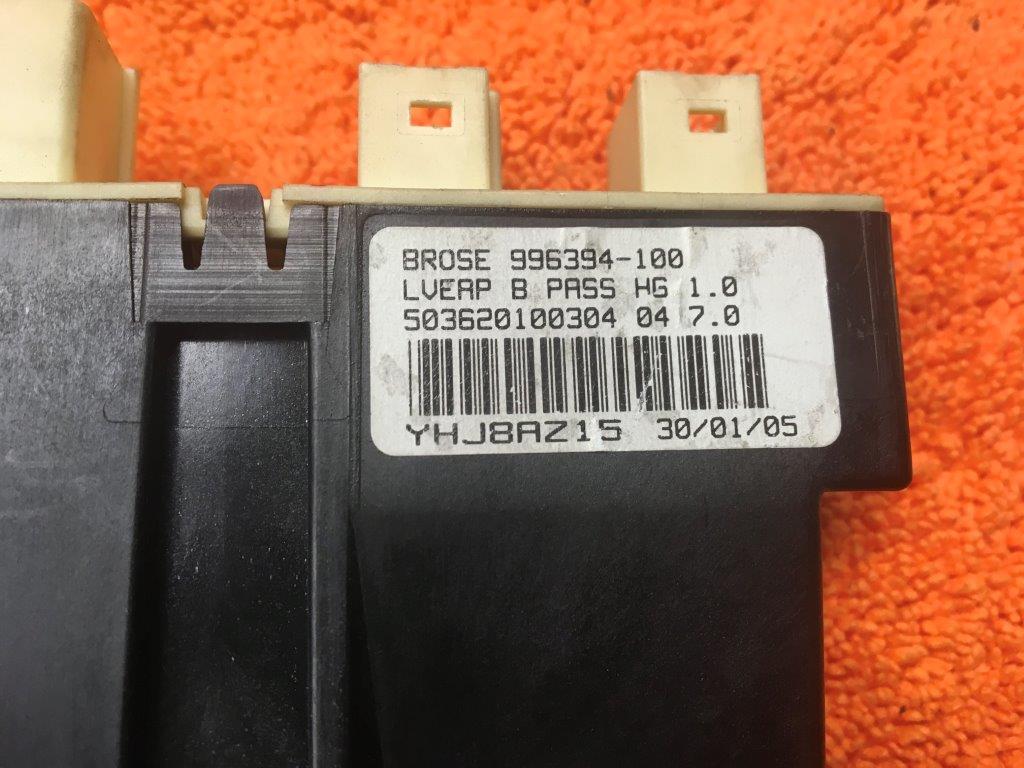 BROSE 996394-100
LVEAP B PASS HG 1.0
503620100304 04 7.0
YHJ8AZ15 30/01/05